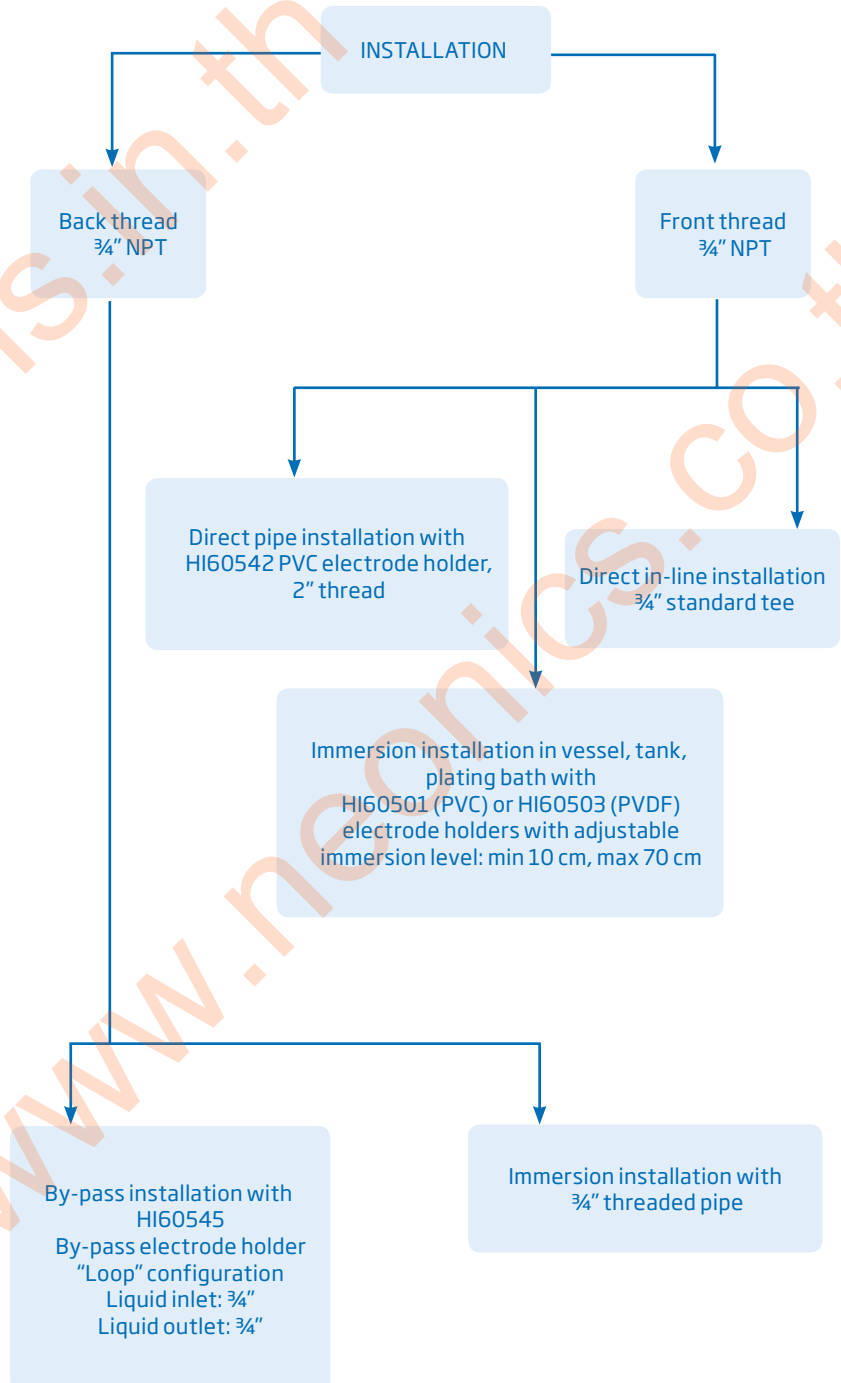 INSTALLATION
Back thread
¾” NPT
Front thread
¾” NPT
Direct pipe installation with
HI60542 PVC electrode holder,
2” thread
Direct in-line installation
¾” standard tee
Immersion installation in vessel, tank,
plating bath with
HI60501 (PVC) or HI60503 (PVDF)
electrode holders with adjustable
immersion level: min 10 cm, max 70 cm
By-pass installation with
HI60545
By-pass electrode holder
“Loop” configuration
Liquid inlet: ¾”
Liquid outlet: ¾”
Immersion installation with
¾” threaded pipe
www.neonics.co.t
s.in.th